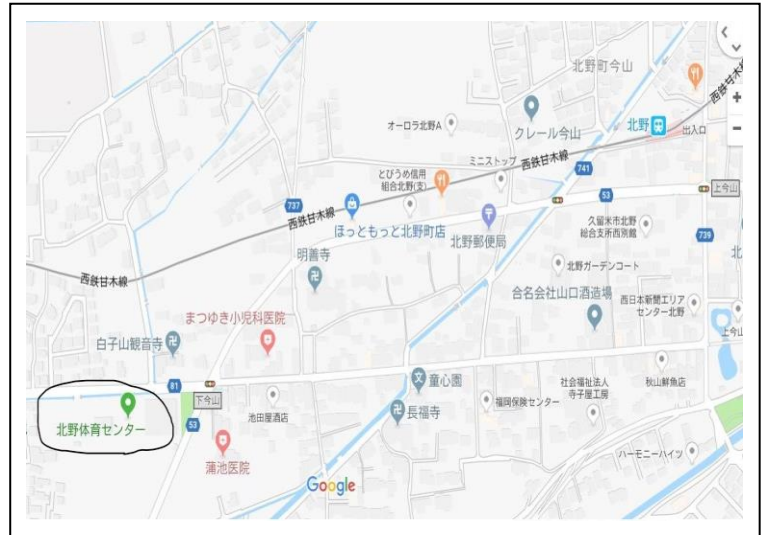 北野町今山
オーロラ北野A
クレール今山
北野
出入口
西鉄甘木線
ミニストップ
西鉄甘木線
741
とびうめ信用
組合北野(支)
53
上今山
737
西鉄甘木線
ほっともっと北野町店
北野郵便局
久留米市北野
総合支所西別館
739
北
明善寺
北野ガーデンコート
西鉄甘木線
合名会社山口酒造場
西日本新聞エリア
センター北野
まつゆき小児科医院
白子山観音寺
上今山
81
下今山
童心園
社会福祉法人
寺子屋工房
秋山鮮魚店
北野体育センター
53
池田屋酒店
長福寺
福岡保険センター
蒲池医院
ハーモニーハイツ
Google